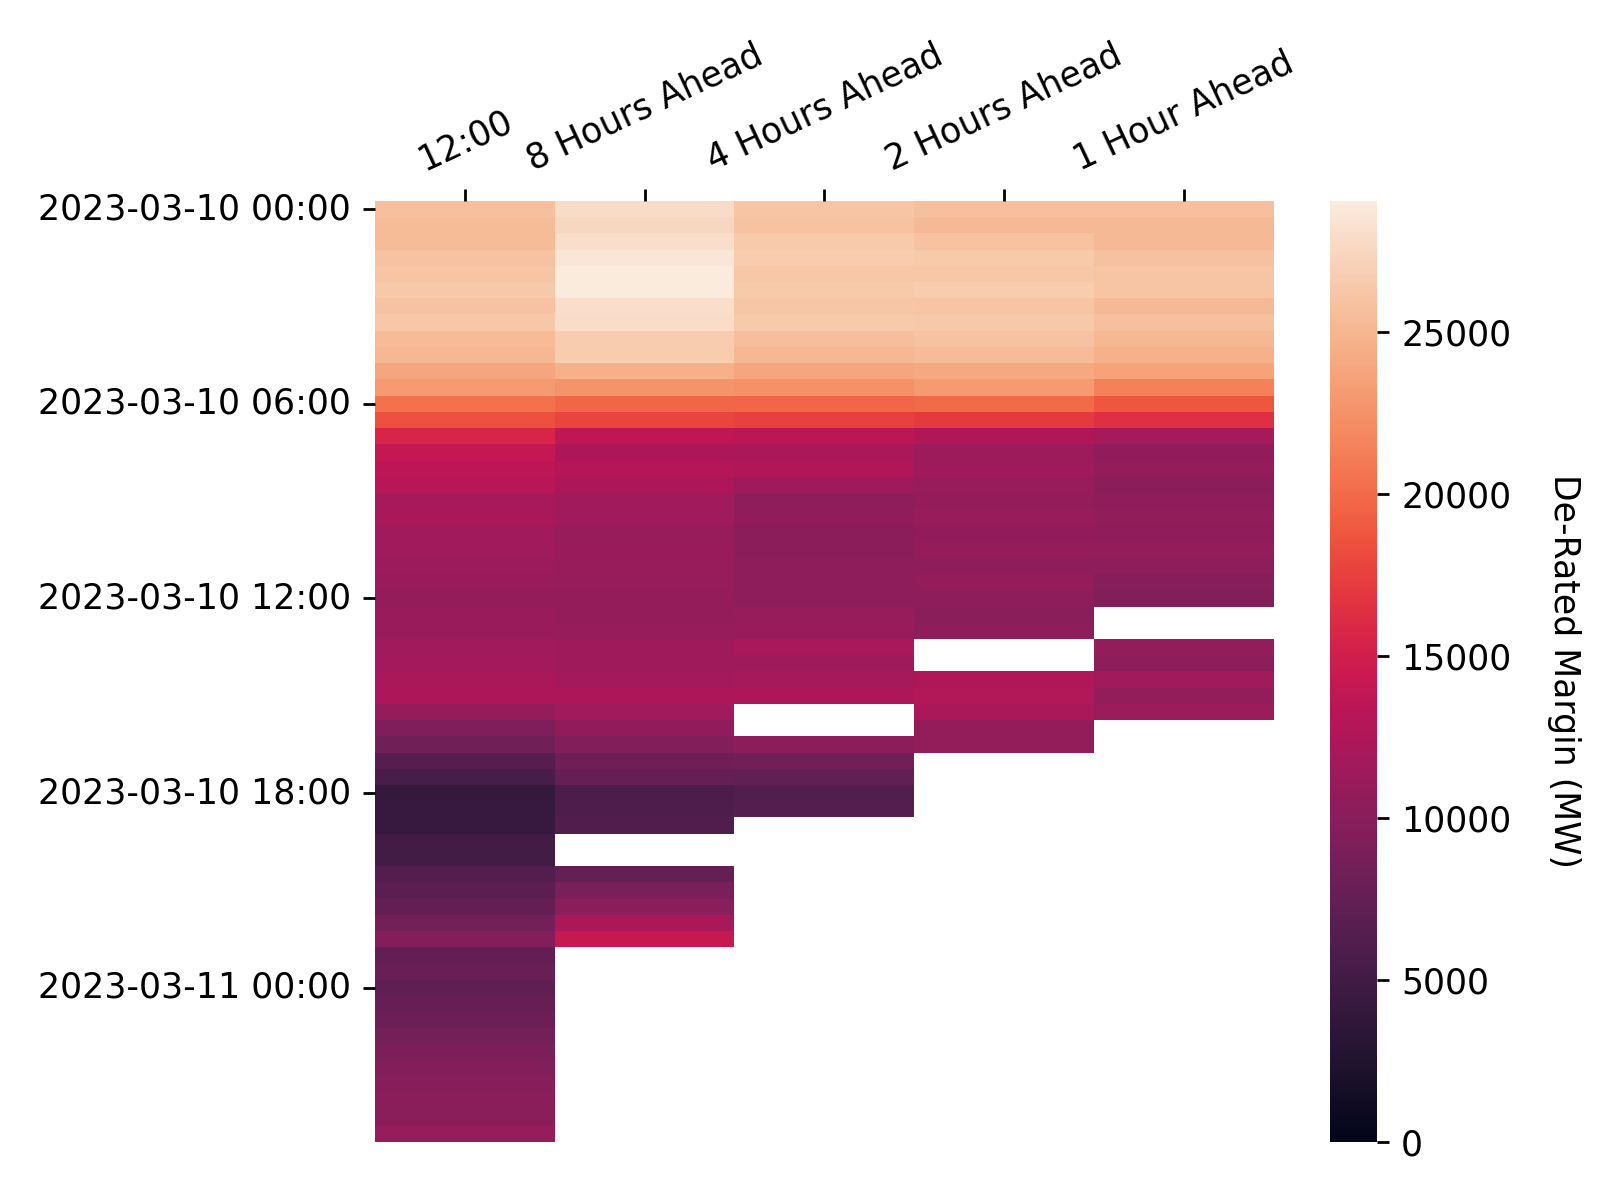 12:00
8 Hours Ahead
4 Hours Ahead
2 Hours Ahead
1 Hour Ahead
2023-03-10 00:00
2023-03-10 06:00
2023-03-10 12:00
2023-03-10 18:00
2023-03-11 00:00
25000
20000
15000
10000
5000
0
De-Rated Margin (MW)